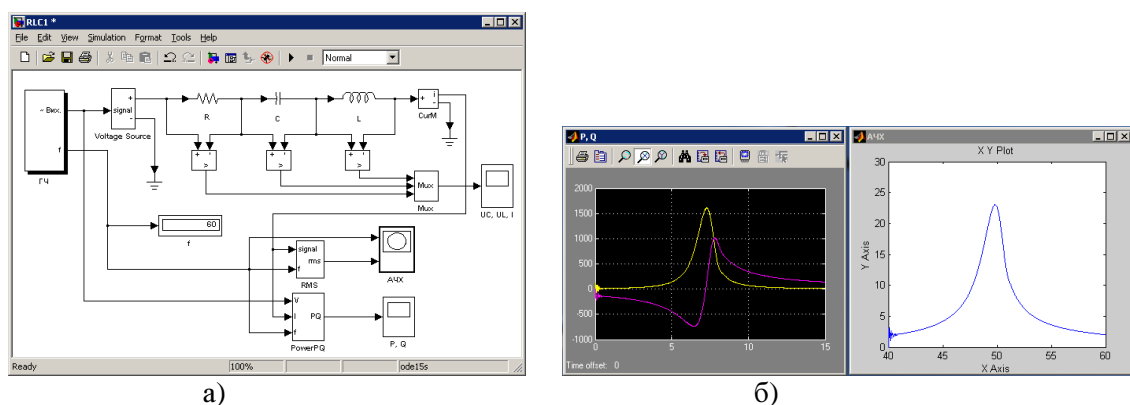 RLC1 *
File Edit View Simulation Format Tools Help
Normal
~ Вих.
f
ГЧ
signal
+
-
Voltage Source
R
C
L
+
i
-
CurrM
+ -
v
+ -
v
+ -
v
Mux
Mux
UC, UL, I
60
f
signal
rms
f
RMS
АЧХ
V
I
PQ
f
PowerPQ
P, Q
Ready
100%
ode15s
а)
P, Q
2000
1500
1000
500
0
-500
-1000
0
5
10
15
Time offset: 0
АЧХ
X Y Plot
30
25
20
15
10
5
0
Y Axis
40
45
50
55
60
X Axis
б)